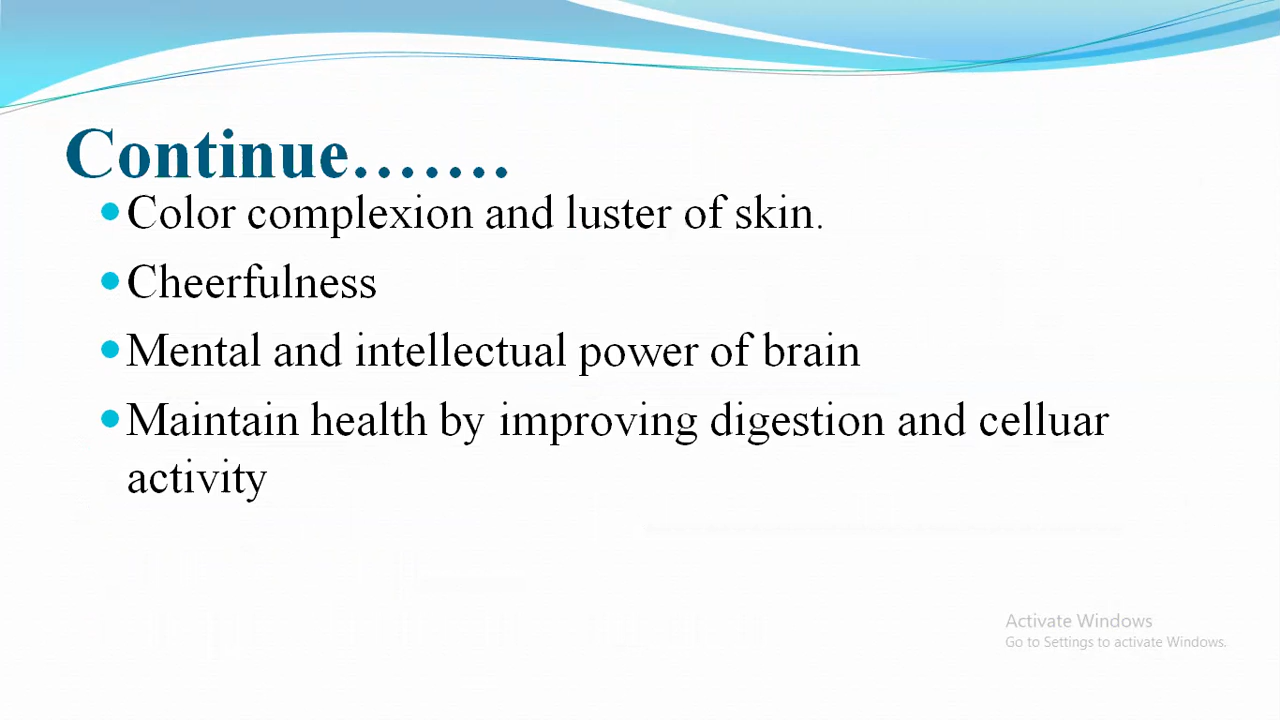 Continue…….
Color complexion and luster of skin.
Cheerfulness
Mental and intellectual power of brain
Maintain health by improving digestion and celluar
activity
Activate Windows
Go to Settings to activate Windows.